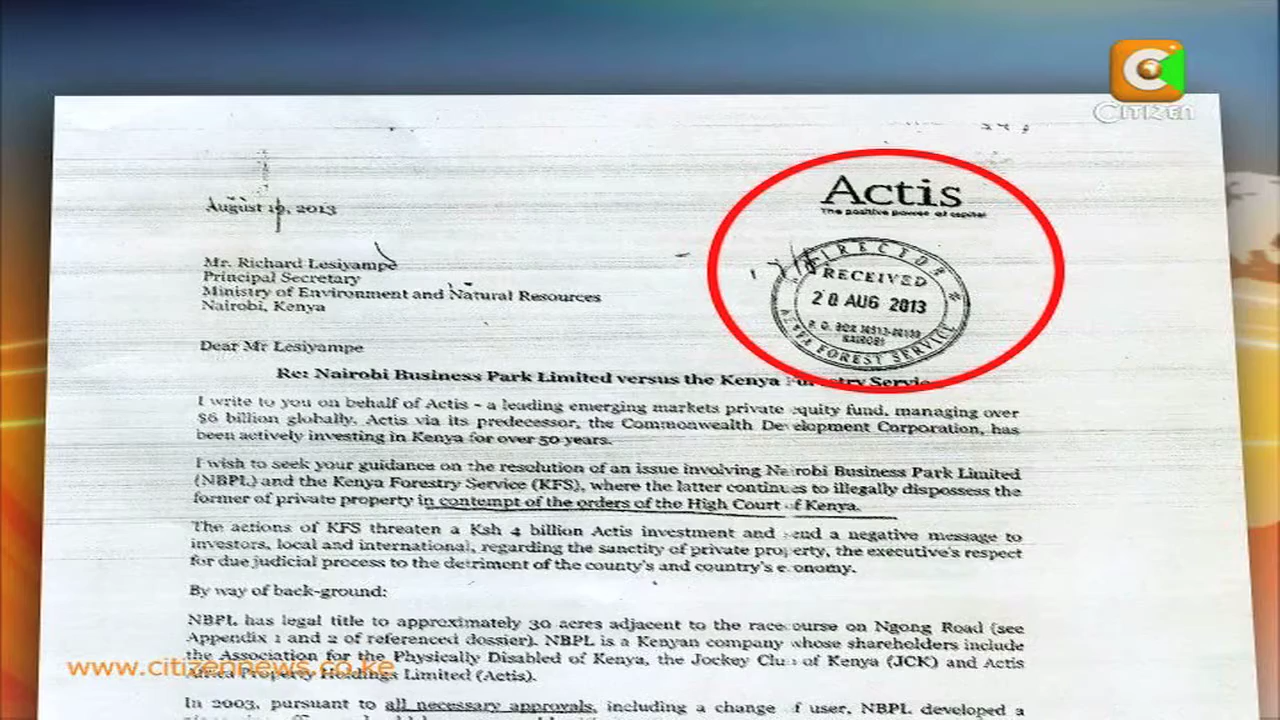 CITIZEN
Actis
The positive power of capital
August 19, 2013
DIRECTOR
RECEIVED
20 AUG 2013
NAIROBI
KENYA FOREST SERVICE
Mr. Richard Lesiyampe
Principal Secretary
Ministry of Environment and Natural Resources
Nairobi, Kenya
Dear Mr Lesiyampe
Re: Nairobi Business Park Limited versus the Kenya Forestry Service
I write to you on behalf of Actis - a leading emerging markets private equity fund, managing over
$6 billion globally. Actis via its predecessor, the Commonwealth Development Corporation, has
been actively investing in Kenya for over 50 years.
I wish to seek your guidance on the resolution of an issue involving Nairobi Business Park Limited
(NBPL) and the Kenya Forestry Service (KFS), where the latter continues to illegally dispossess the
former of private property in contempt of the orders of the High Court of Kenya.
The actions of KFS threaten a Ksh 4 billion Actis investment and send a negative message to
investors, local and international, regarding the sanctity of private property, the executive's respect
for due judicial process to the detriment of the county's and country's economy.
By way of back-ground:
NBPL has legal title to approximately 30 acres adjacent to the racecourse on Ngong Road (see
Appendix 1 and 2 of referenced dossier). NBPL is a Kenyan company whose shareholders include
the Association for the Physically Disabled of Kenya, the Jockey Club of Kenya (JCK) and Actis
Africa Property Holdings Limited (Actis).
www.citizennews.co.ke
In 2003, pursuant to all necessary approvals, including a change of user, NBPL developed a